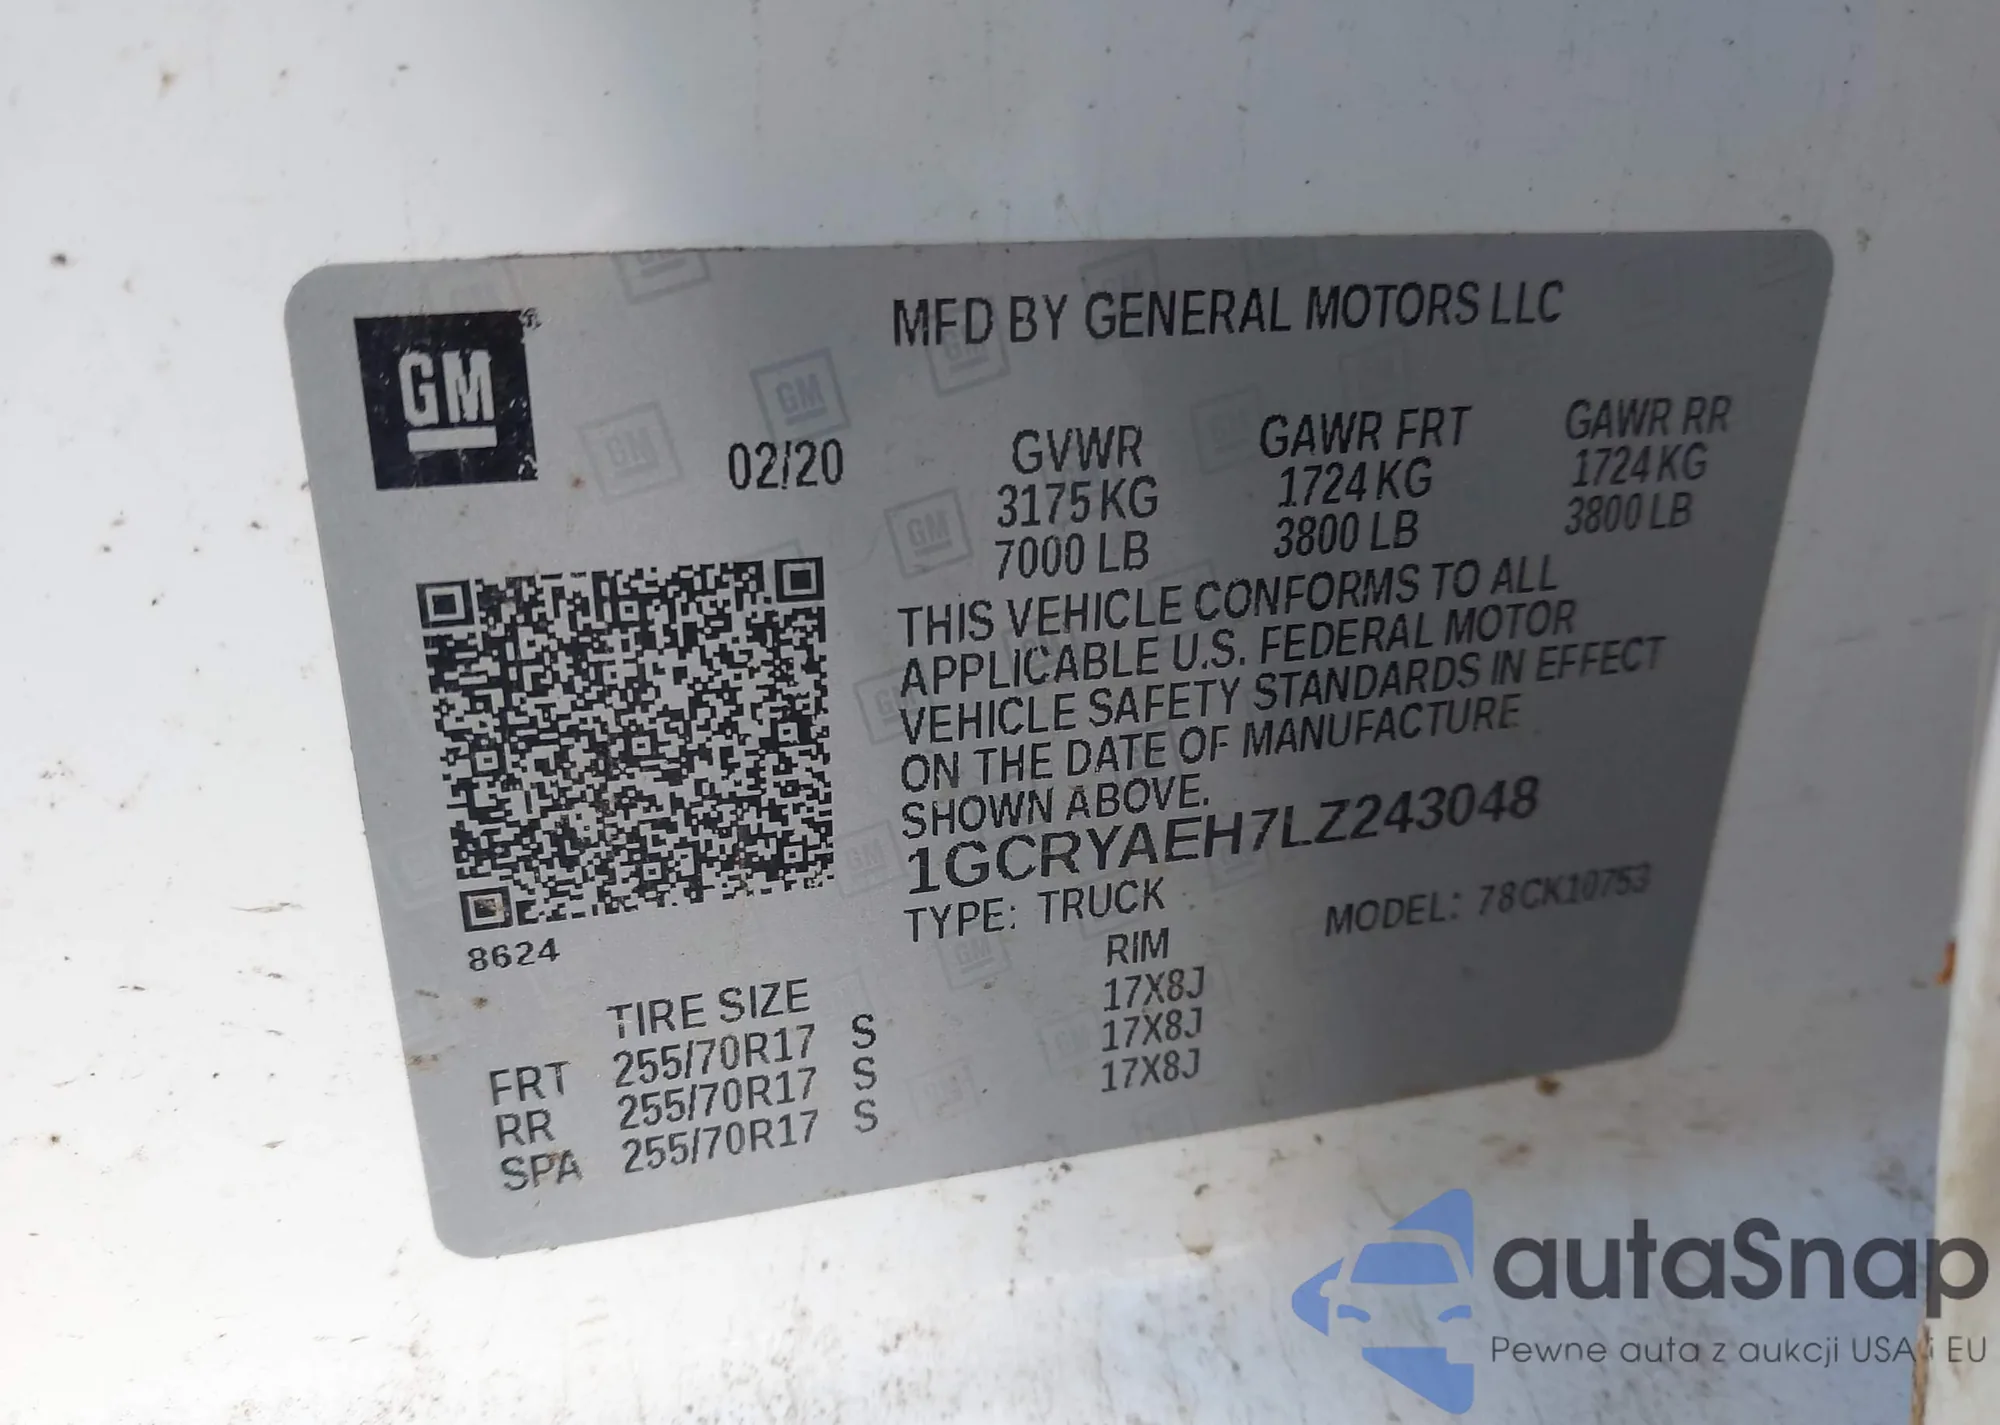 GM
MFD BY GENERAL MOTORS LLC
02/20
GVWR GAWR FRT GAWR RR
3175 KG 1724 KG 1724 KG
7000 LB 3800 LB 3800 LB
THIS VEHICLE CONFORMS TO ALL
APPLICABLE U.S. FEDERAL MOTOR
VEHICLE SAFETY STANDARDS IN EFFECT
ON THE DATE OF MANUFACTURE
SHOWN ABOVE.
1GCRYAEH7LZ243048
TYPE: TRUCK MODEL: 78CK10753
8624
TIRE SIZE RIM
FRT 255/70R17 S 17X8J
RR 255/70R17 S 17X8J
SPA 255/70R17 S 17X8J
autaSnap
Pewne auta z aukcji USA i EU